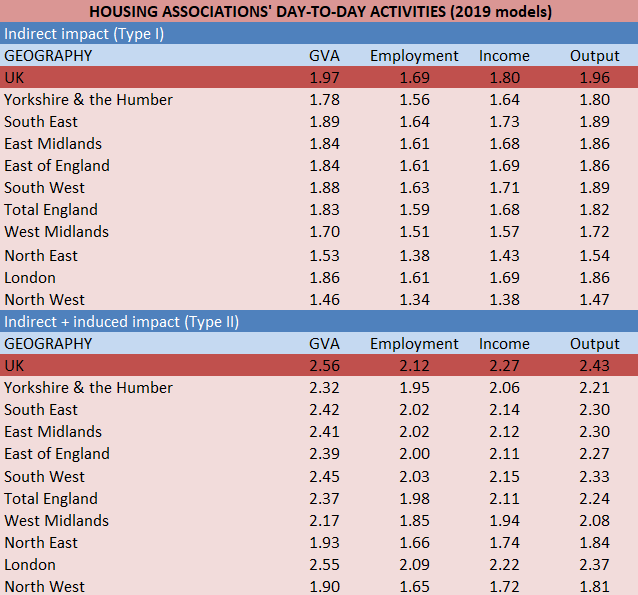 HOUSING ASSOCIATIONS' DAY-TO-DAY ACTIVITIES (2019 models)
Indirect impact (Type I)
GEOGRAPHY GVA Employment Income Output
UK 1.97 1.69 1.80 1.96
Yorkshire & the Humber 1.78 1.56 1.64 1.80
South East 1.89 1.64 1.73 1.89
East Midlands 1.84 1.61 1.68 1.86
East of England 1.84 1.61 1.69 1.86
South West 1.88 1.63 1.71 1.89
Total England 1.83 1.59 1.68 1.82
West Midlands 1.70 1.51 1.57 1.72
North East 1.53 1.38 1.43 1.54
London 1.86 1.61 1.69 1.86
North West 1.46 1.34 1.38 1.47
Indirect + induced impact (Type II)
GEOGRAPHY GVA Employment Income Output
UK 2.56 2.12 2.27 2.43
Yorkshire & the Humber 2.32 1.95 2.06 2.21
South East 2.42 2.02 2.14 2.30
East Midlands 2.41 2.02 2.12 2.30
East of England 2.39 2.00 2.11 2.27
South West 2.45 2.03 2.15 2.33
Total England 2.37 1.98 2.11 2.24
West Midlands 2.17 1.85 1.94 2.08
North East 1.93 1.66 1.74 1.84
London 2.55 2.09 2.22 2.37
North West 1.90 1.65 1.72 1.81